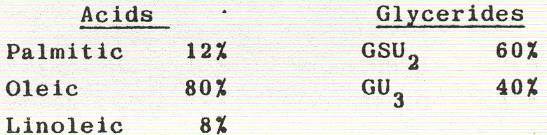 Acids Glycerides
Palmitic 12% GSU₂ 60%
Oleic 80% GU₃ 40%
Linoleic 8%